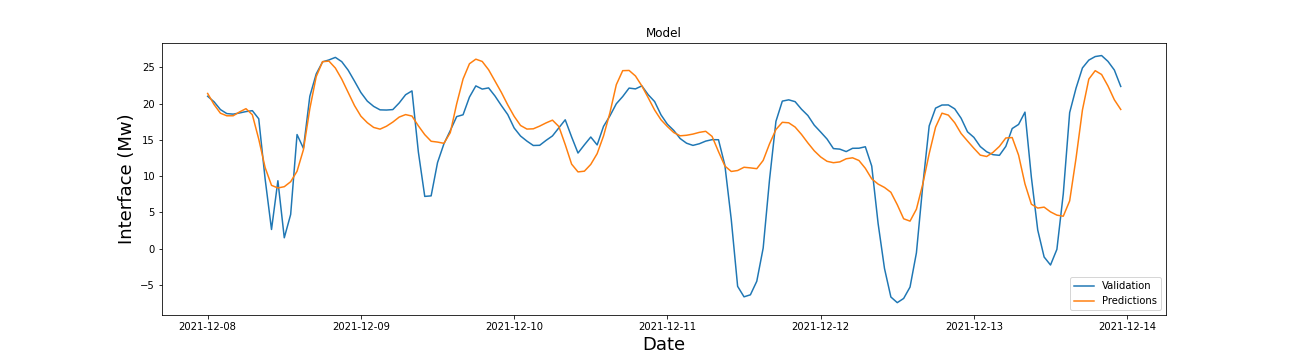 Model
Interface (Mw)
25
20
15
10
5
0
−5
2021-12-08
2021-12-09
2021-12-10
2021-12-11
2021-12-12
2021-12-13
2021-12-14
Date
Validation
Predictions